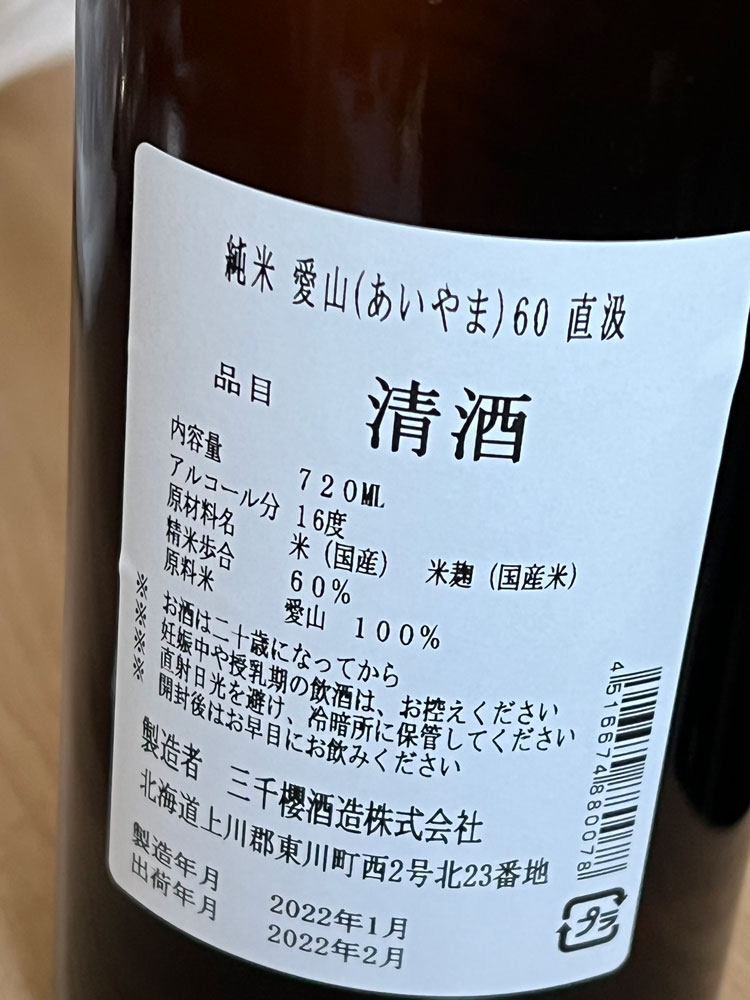 純米 愛山(あいやま)60 直汲
品目 清酒
内容量 720ML
アルコール分 16度
原材料名 米(国産) 米麹(国産米)
精米歩合 60%
原料米 愛山 100%
※ お酒は二十歳になってから
※ 妊娠中や授乳期の飲酒は、お控えください
※ 直射日光を避け、冷暗所に保管してください
※ 開封後はお早目にお飲みください
製造者 三千櫻酒造株式会社
北海道上川郡東川町西2号北23番地
製造年月 2022年1月
出荷年月 2022年2月
4516674880078
プラ